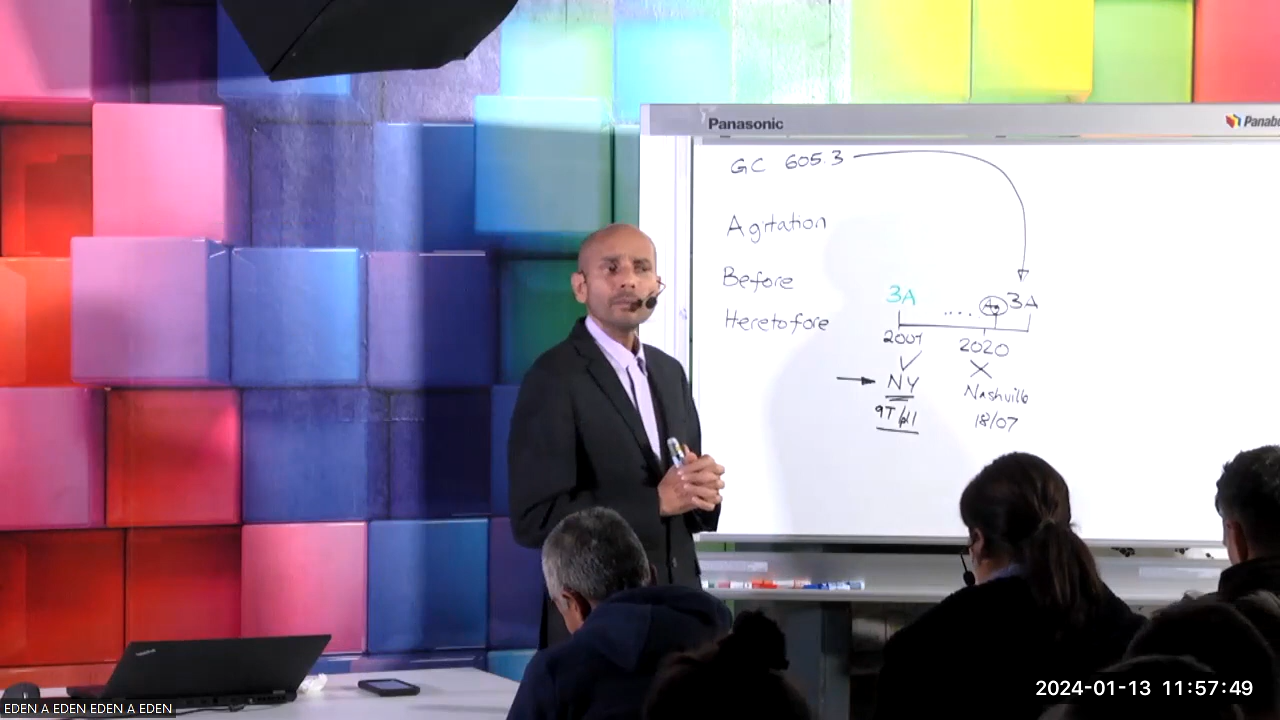 Panasonic
GC 605.3
Agitation
Before
Heretofore
3A
....
3A
2001
2020
NY
Nashville
9T/11
18/07
2024-01-13 11:57:49
EDEN A EDEN EDEN A EDEN